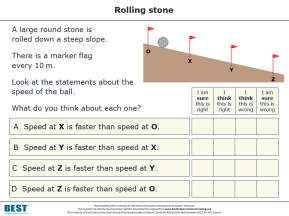 Rolling stone
A large round stone is
rolled down a steep slope.
There is a marker flag
every 10 m.
Look at the statements about
the speed of the ball.
What do you think about each one?
O
X
Y
Z
I am sure this is right
I think this is right
I think this is wrong
I am sure this is wrong
A Speed at X is faster than speed at O.
B Speed at Y is faster than speed at X.
C Speed at Z is faster than speed at Y.
D Speed at Z is faster than speed at O.
BEST